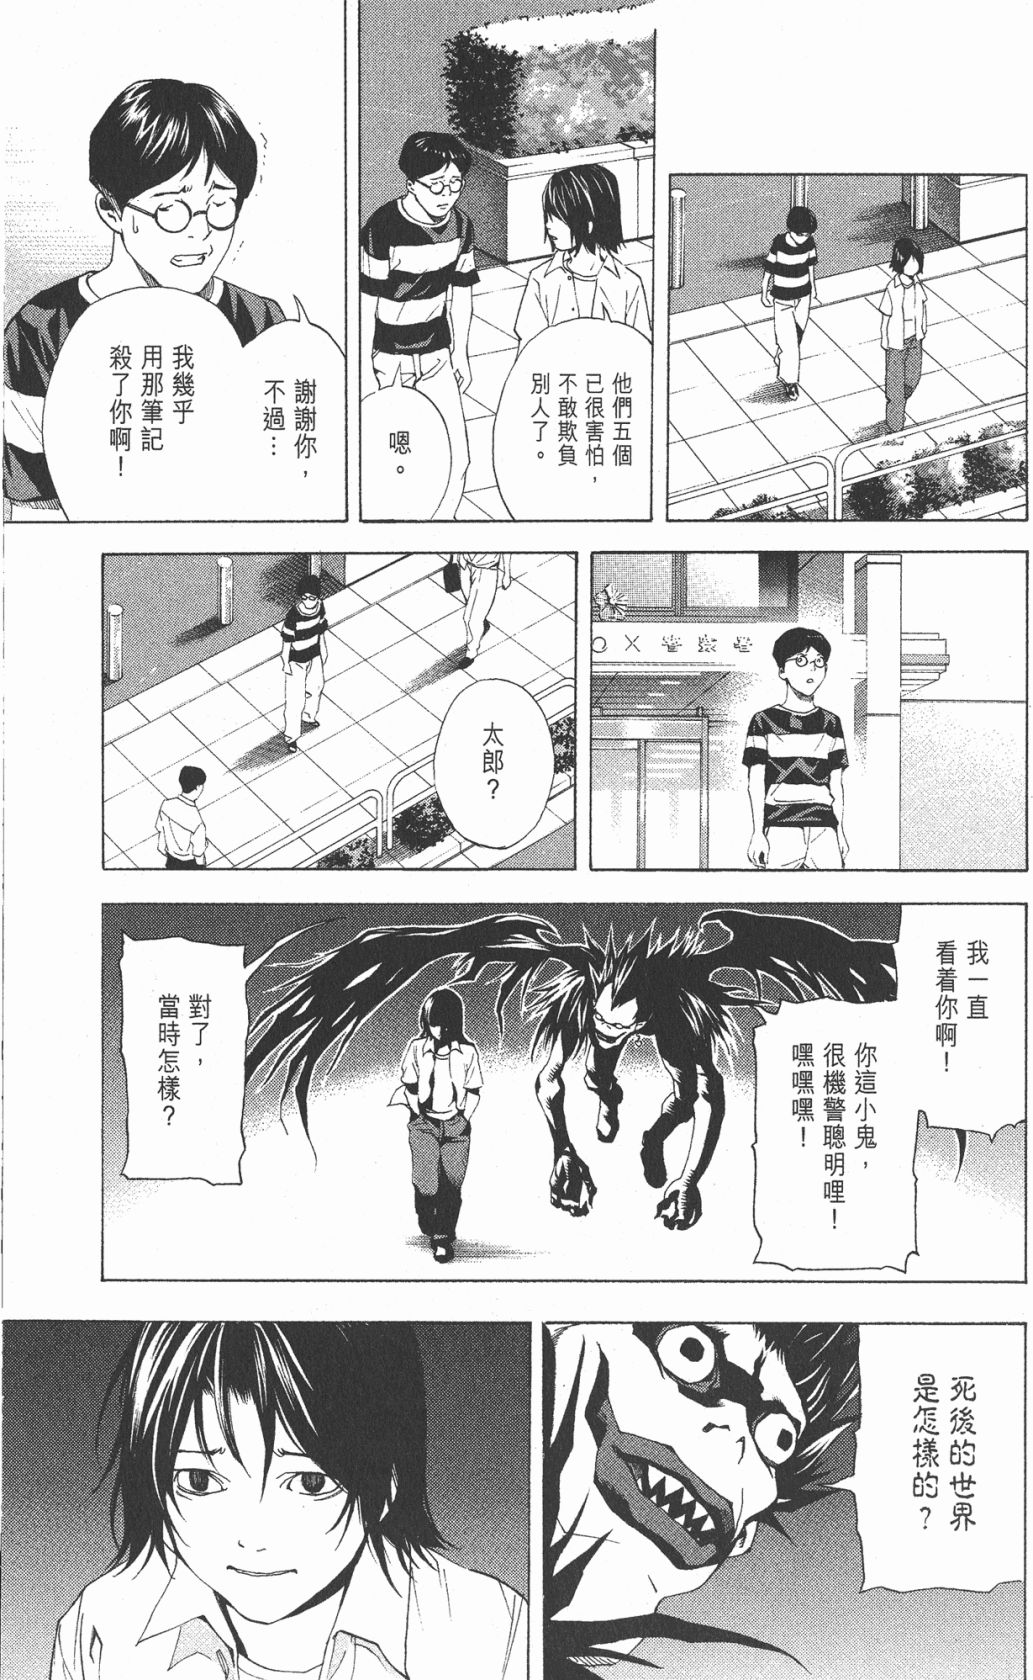 他們五個
已很害怕，
不敢欺負
別人了。
嗯。
謝謝你，
不過…
我幾乎
用那筆記
殺了你啊！
〇×警察署
太郎？
我一直
看着你啊！
你這小鬼，
很機警聰明哩！
嘿嘿嘿！
對了，
當時怎樣？
死後的世界
是怎樣的？